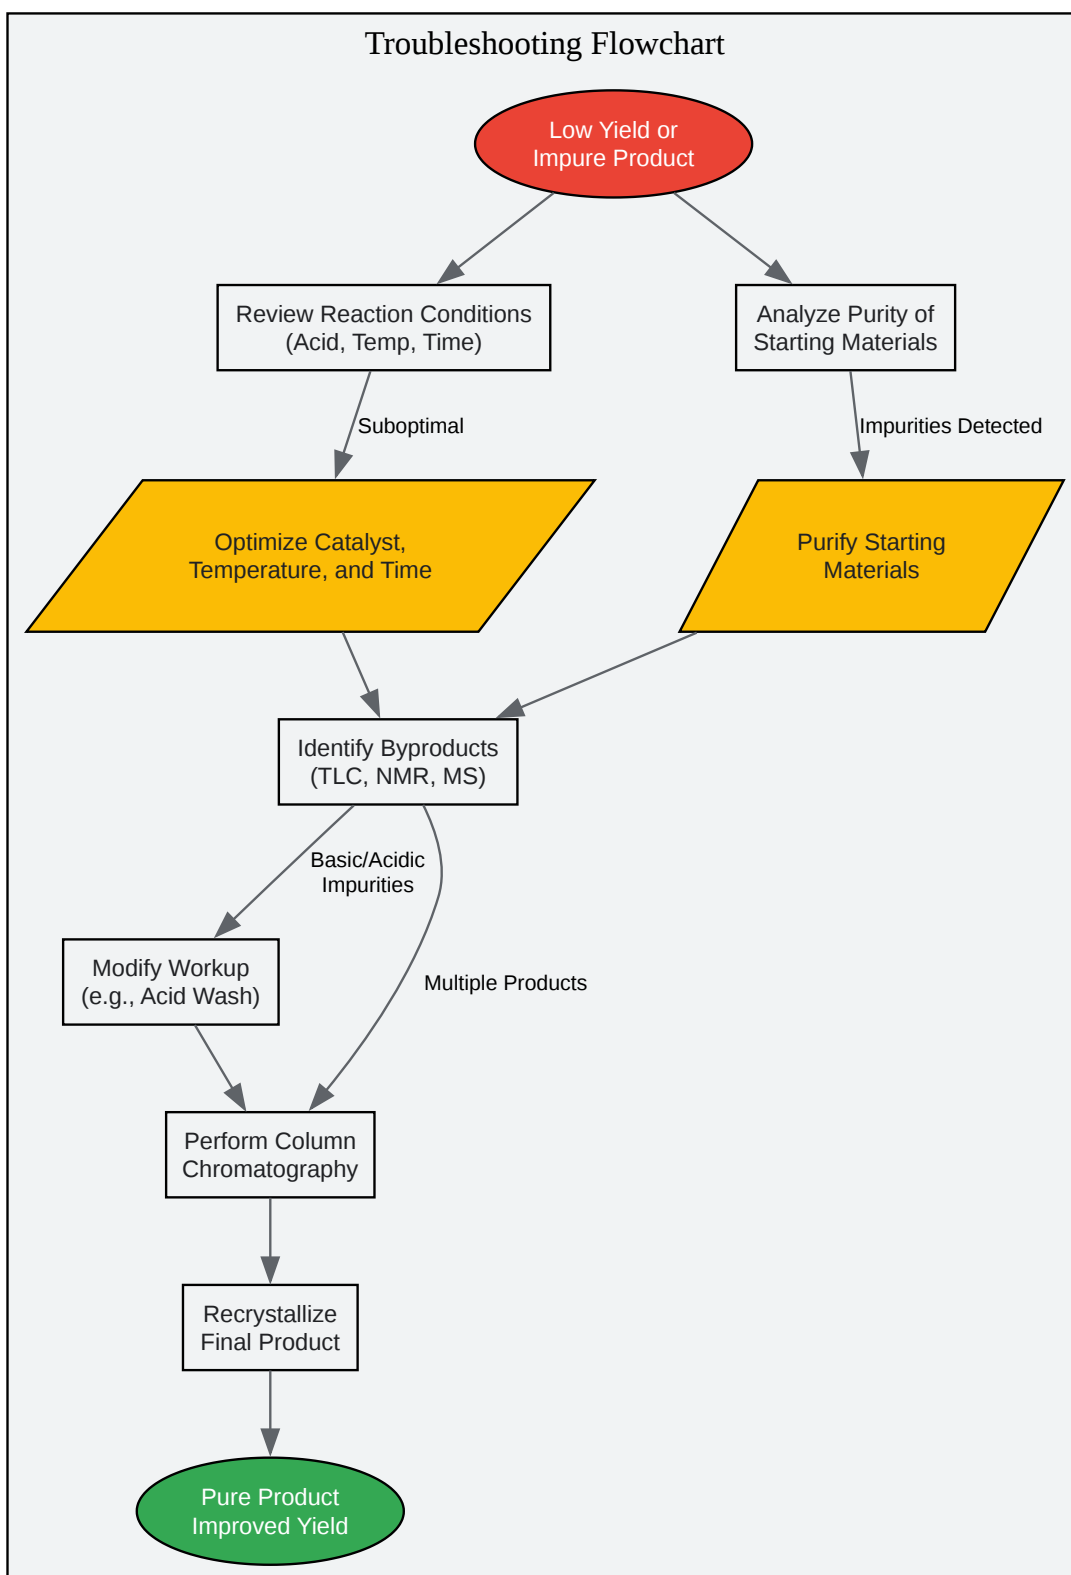 Troubleshooting Flowchart
Low Yield or
Impure Product
Review Reaction Conditions
(Acid, Temp, Time)
Analyze Purity of
Starting Materials
Suboptimal
Impurities Detected
Optimize Catalyst,
Temperature, and Time
Purify Starting
Materials
Identify Byproducts
(TLC, NMR, MS)
Basic/Acidic
Impurities
Modify Workup
(e.g., Acid Wash)
Multiple Products
Perform Column
Chromatography
Recrystallize
Final Product
Pure Product
Improved Yield